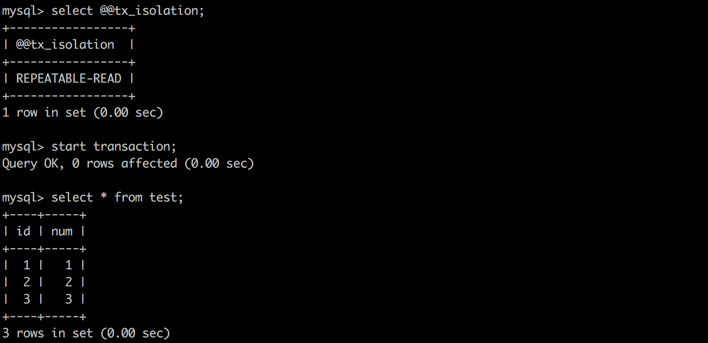 mysql> select @@tx_isolation;
+-----------------+
| @@tx_isolation  |
+-----------------+
| REPEATABLE-READ |
+-----------------+
1 row in set (0.00 sec)

mysql> start transaction;
Query OK, 0 rows affected (0.00 sec)

mysql> select * from test;
+----+-----+
| id | num |
+----+-----+
|  1 |   1 |
|  2 |   2 |
|  3 |   3 |
+----+-----+
3 rows in set (0.00 sec)